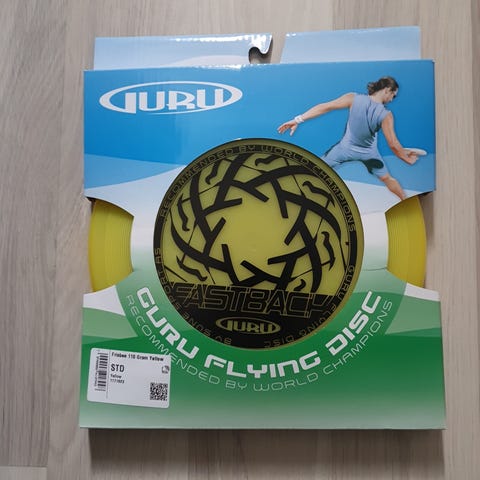 GURU
RECOMMENDED BY WORLD CHAMPIONS
FASTBACK
GURU
GURU FLYING DISC
RECOMMENDED BY WORLD CHAMPIONS
Frisbee 110 Gram Yellow
STD
Yellow